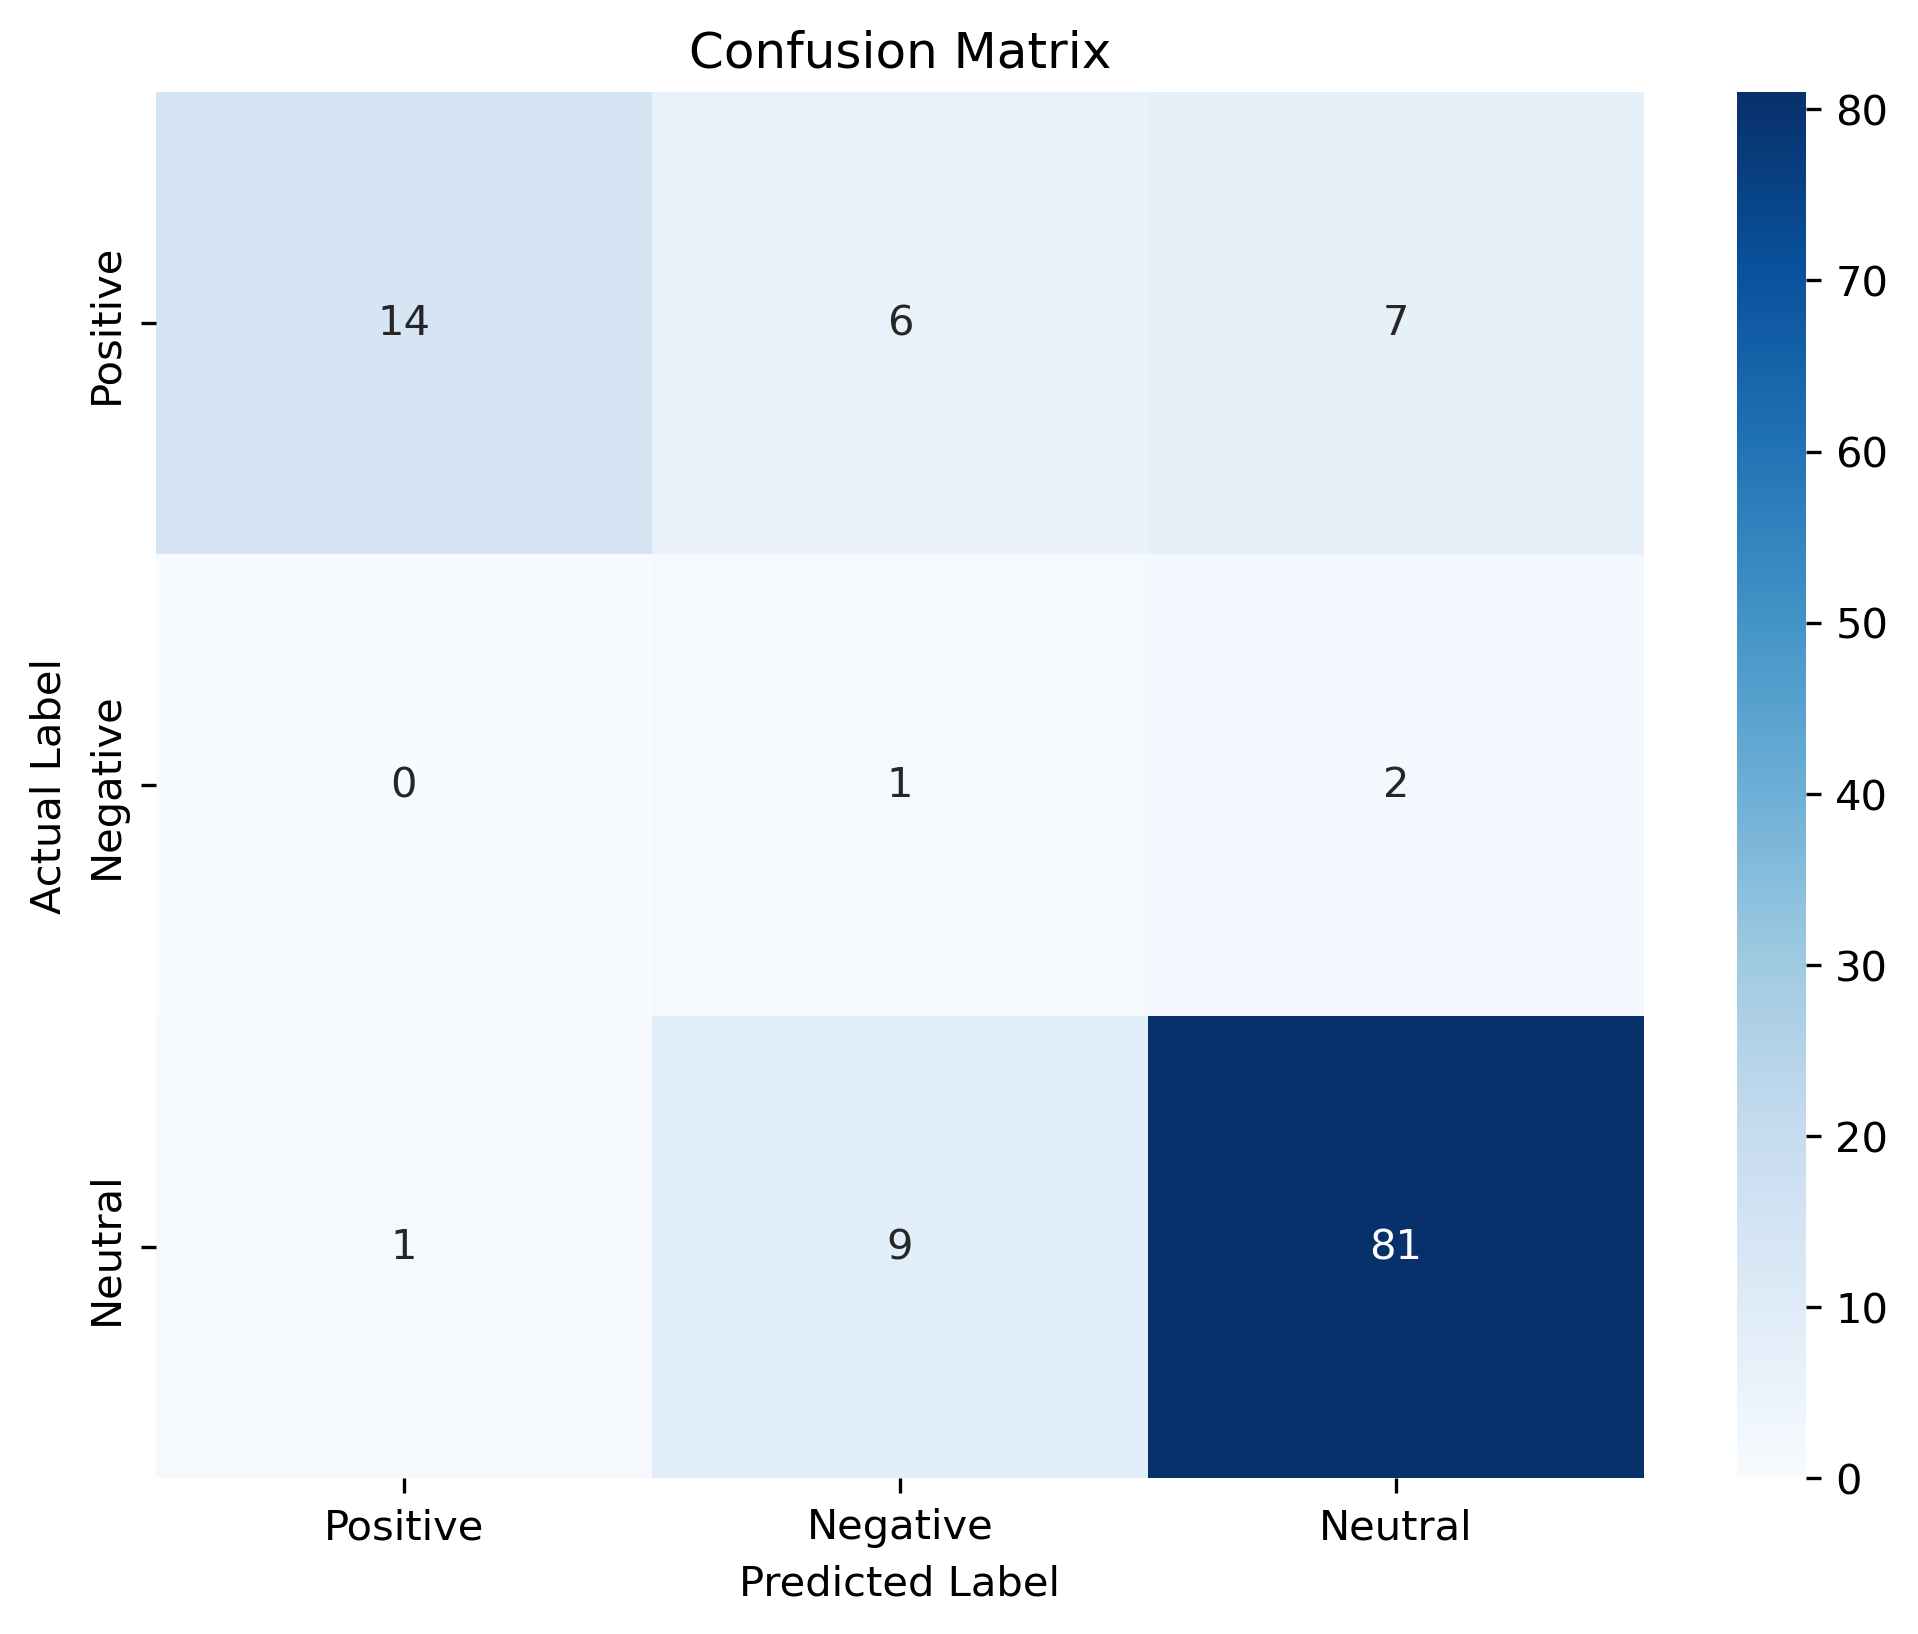 Confusion Matrix
Actual Label
Positive
14
6
7
Negative
0
1
2
Neutral
1
9
81
Positive
Negative
Neutral
Predicted Label
80
70
60
50
40
30
20
10
0